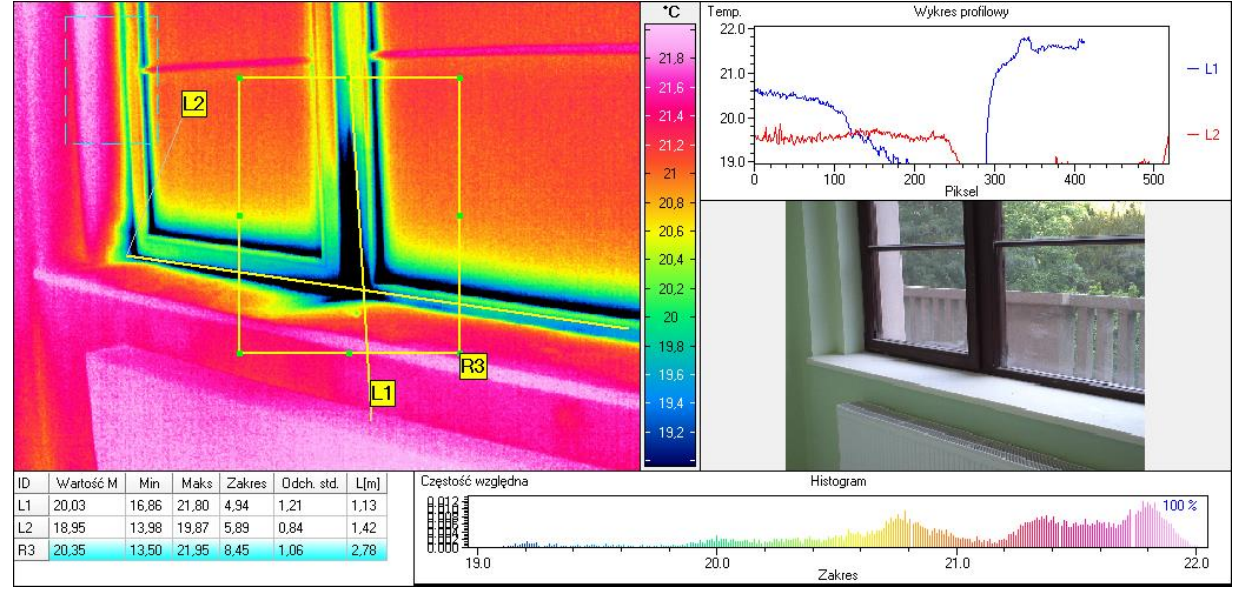 L2
R3
L1
°C
21,8
21,6
21,4
21,2
21
20,8
20,6
20,4
20,2
20
19,8
19,6
19,4
19,2
Temp.
Wykres profilowy
22.0
21.0
20.0
19.0
0 100 200 300 400 500
Piksel
L1
L2
ID Wartość M Min Maks Zakres Odch. std. L[m]
L1 20,03 16,86 21,80 4,94 1,21 1,13
L2 18,95 13,98 19,87 5,89 0,84 1,42
R3 20,35 13,50 21,95 8,45 1,06 2,78
Częstość względna
Histogram
0.012
0.000
100 %
19.0 20.0 21.0 22.0
Zakres